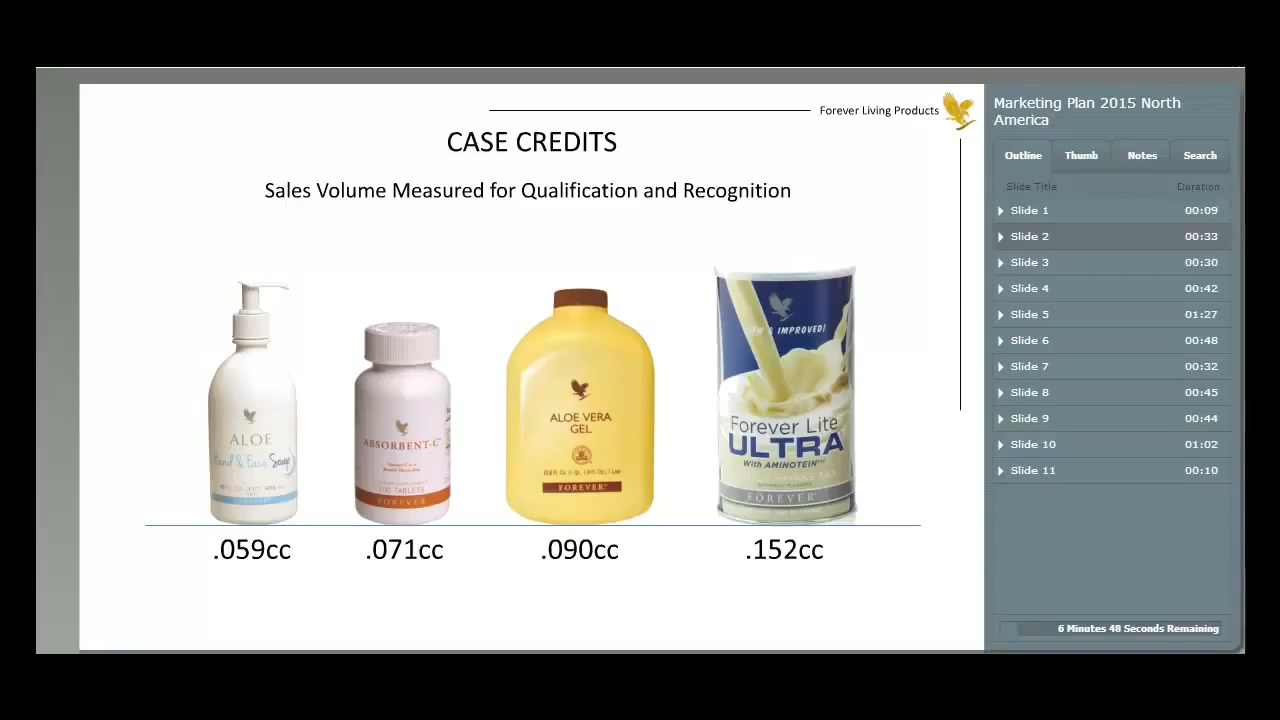 Forever Living Products
CASE CREDITS
Sales Volume Measured for Qualification and Recognition
ALOE
Hand & Face Soap
ABSORBENT-C
100 TABLETS
FOREVER
ALOE VERA
GEL
FOREVER
& IMPROVED!
Forever Lite
ULTRA
With AMINOTEIN
FOREVER
.059cc
.071cc
.090cc
.152cc
Marketing Plan 2015 North
America
Outline Thumb Notes Search
Slide Title Duration
Slide 1 00:09
Slide 2 00:33
Slide 3 00:30
Slide 4 00:42
Slide 5 01:27
Slide 6 00:48
Slide 7 00:32
Slide 8 00:45
Slide 9 00:44
Slide 10 01:02
Slide 11 00:10
6 Minutes 48 Seconds Remaining